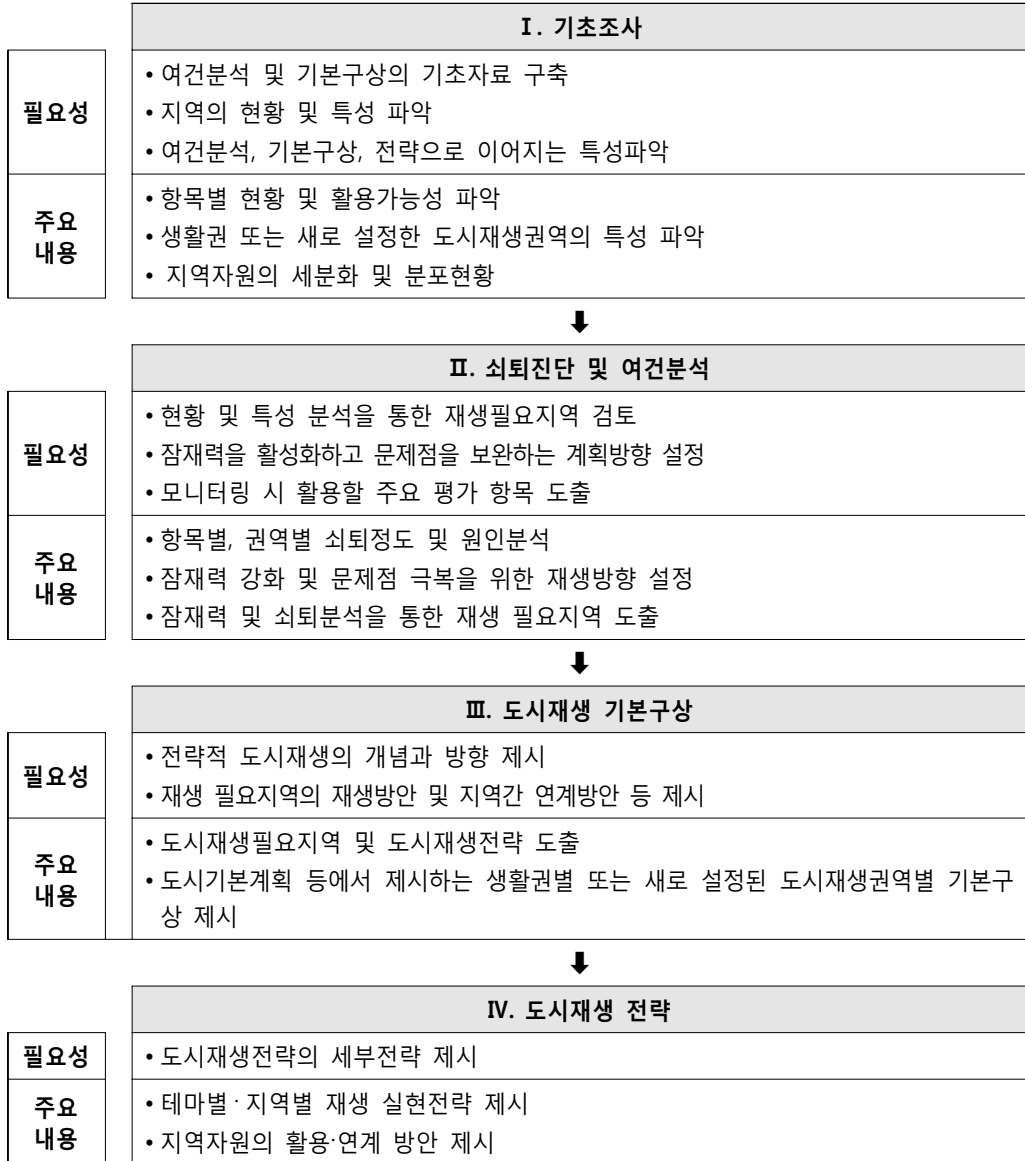 Ⅰ. 기초조사
필요성
• 여건분석 및 기본구상의 기초자료 구축
• 지역의 현황 및 특성 파악
• 여건분석, 기본구상, 전략으로 이어지는 특성파악
주요
내용
• 항목별 현황 및 활용가능성 파악
• 생활권 또는 새로 설정한 도시재생권역의 특성 파악
• 지역자원의 세분화 및 분포현황
⬇
Ⅱ. 쇠퇴진단 및 여건분석
필요성
• 현황 및 특성 분석을 통한 재생필요지역 검토
• 잠재력을 활성화하고 문제점을 보완하는 계획방향 설정
• 모니터링 시 활용할 주요 평가 항목 도출
주요
내용
• 항목별, 권역별 쇠퇴정도 및 원인분석
• 잠재력 강화 및 문제점 극복을 위한 재생방향 설정
• 잠재력 및 쇠퇴분석을 통한 재생 필요지역 도출
⬇
Ⅲ. 도시재생 기본구상
필요성
• 전략적 도시재생의 개념과 방향 제시
• 재생 필요지역의 재생방안 및 지역간 연계방안 등 제시
주요
내용
• 도시재생필요지역 및 도시재생전략 도출
• 도시기본계획 등에서 제시하는 생활권별 또는 새로 설정된 도시재생권역별 기본구
상 제시
⬇
Ⅳ. 도시재생 전략
필요성
• 도시재생전략의 세부전략 제시
주요
내용
• 테마별·지역별 재생 실현전략 제시
• 지역자원의 활용·연계 방안 제시